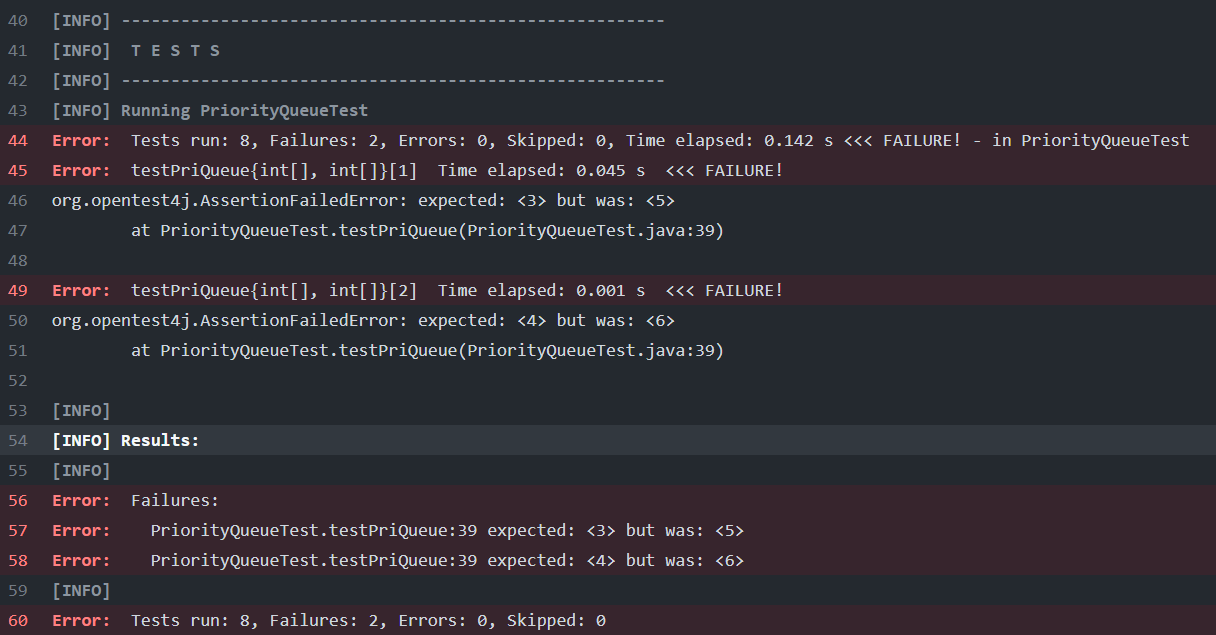 40 [INFO] -------------------------------------------------------
41 [INFO]  T E S T S
42 [INFO] -------------------------------------------------------
43 [INFO] Running PriorityQueueTest
44 Error:  Tests run: 8, Failures: 2, Errors: 0, Skipped: 0, Time elapsed: 0.142 s <<< FAILURE! - in PriorityQueueTest
45 Error:  testPriQueue{int[], int[]}[1]  Time elapsed: 0.045 s  <<< FAILURE!
46 org.opentest4j.AssertionFailedError: expected: <3> but was: <5>
47         at PriorityQueueTest.testPriQueue(PriorityQueueTest.java:39)
48
49 Error:  testPriQueue{int[], int[]}[2]  Time elapsed: 0.001 s  <<< FAILURE!
50 org.opentest4j.AssertionFailedError: expected: <4> but was: <6>
51         at PriorityQueueTest.testPriQueue(PriorityQueueTest.java:39)
52
53 [INFO]
54 [INFO] Results:
55 [INFO]
56 Error:  Failures:
57 Error:    PriorityQueueTest.testPriQueue:39 expected: <3> but was: <5>
58 Error:    PriorityQueueTest.testPriQueue:39 expected: <4> but was: <6>
59 [INFO]
60 Error:  Tests run: 8, Failures: 2, Errors: 0, Skipped: 0